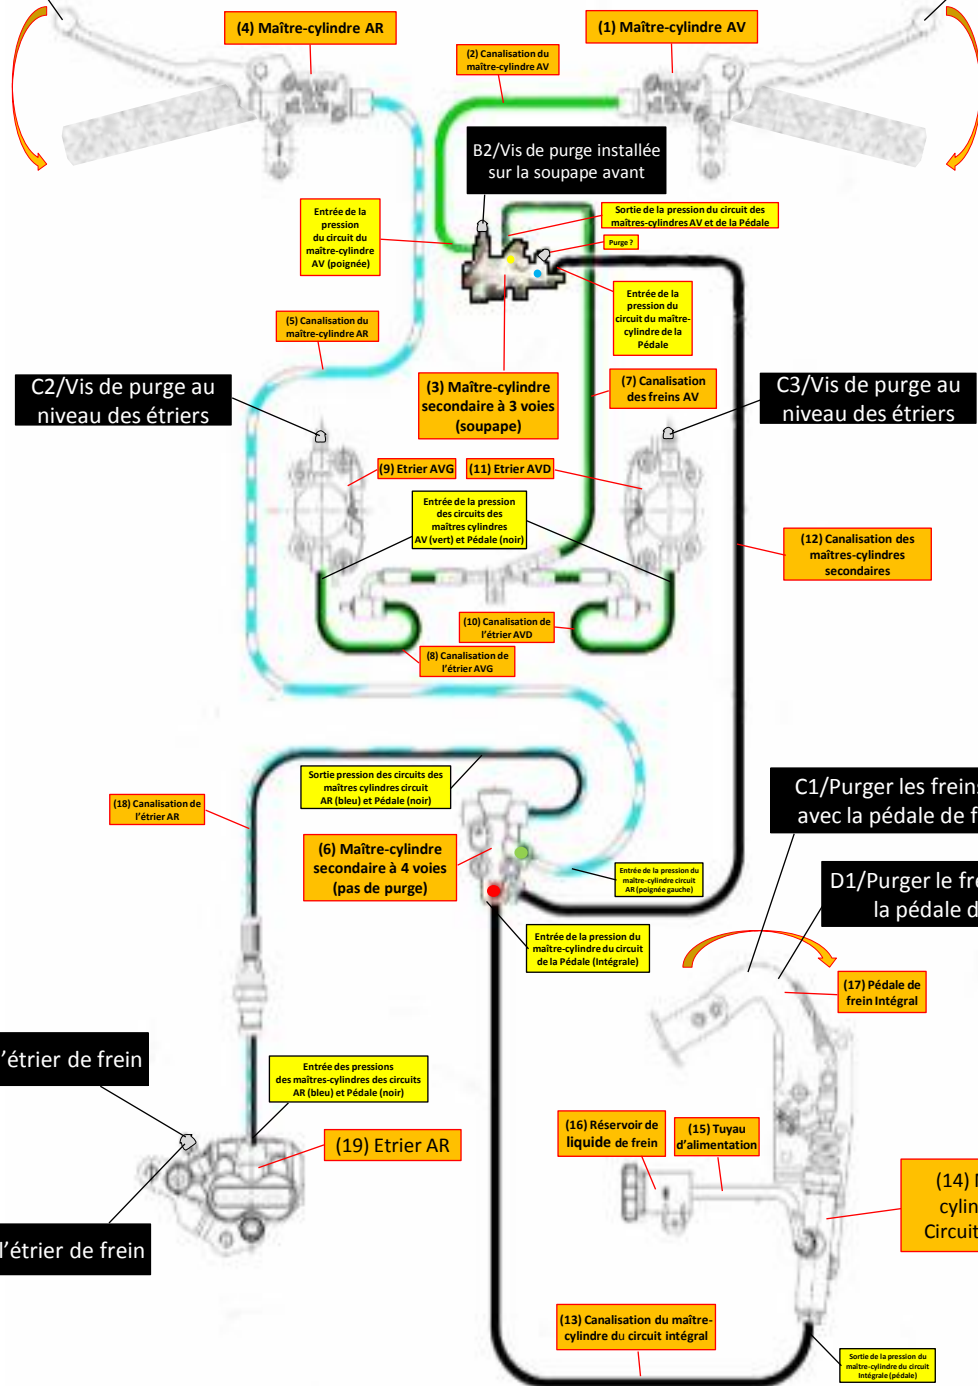 (4) Maître-cylindre AR
(1) Maître-cylindre AV
(2) Canalisation du
maître-cylindre AV
B2/Vis de purge installée
sur la soupape avant
Entrée de la
pression
du circuit du
maître-cylindre
AV (poignée)
Sortie de la pression du circuit des
maîtres-cylindres AV et de la Pédale
Purge ?
Entrée de la
pression du
circuit du maître-
cylindre de la
Pédale
(5) Canalisation du
maître-cylindre AR
C2/Vis de purge au
niveau des étriers
(3) Maître-cylindre
secondaire à 3 voies
(soupape)
(7) Canalisation
des freins AV
C3/Vis de purge au
niveau des étriers
(9) Etrier AVG
(11) Etrier AVD
Entrée de la pression
des circuits des
maîtres cylindres
AV (vert) et Pédale (noir)
(12) Canalisation des
maîtres-cylindres
secondaires
(10) Canalisation de
l'étrier AVD
(8) Canalisation de
l'étrier AVG
Sortie pression des circuits des
maîtres cylindres circuit
AR (bleu) et Pédale (noir)
(18) Canalisation de
l'étrier AR
C1/Purger les freins
avec la pédale de f
(6) Maître-cylindre
secondaire à 4 voies
(pas de purge)
Entrée de la pression du
maître-cylindre circuit
AR (poignée gauche)
D1/Purger le fre
la pédale d
Entrée de la pression du
maître-cylindre du circuit
de la Pédale (Intégrale)
(17) Pédale de
frein Intégral
'étrier de frein
Entrée des pressions
des maîtres-cylindres des circuits
AR (bleu) et Pédale (noir)
(16) Réservoir de
liquide de frein
(15) Tuyau
d'alimentation
(19) Etrier AR
(14)
cylin
Circuit
l'étrier de frein
(13) Canalisation du maître-
cylindre du circuit intégral
Sortie de la pression du
maître-cylindre du circuit
Intégrale (pédale)